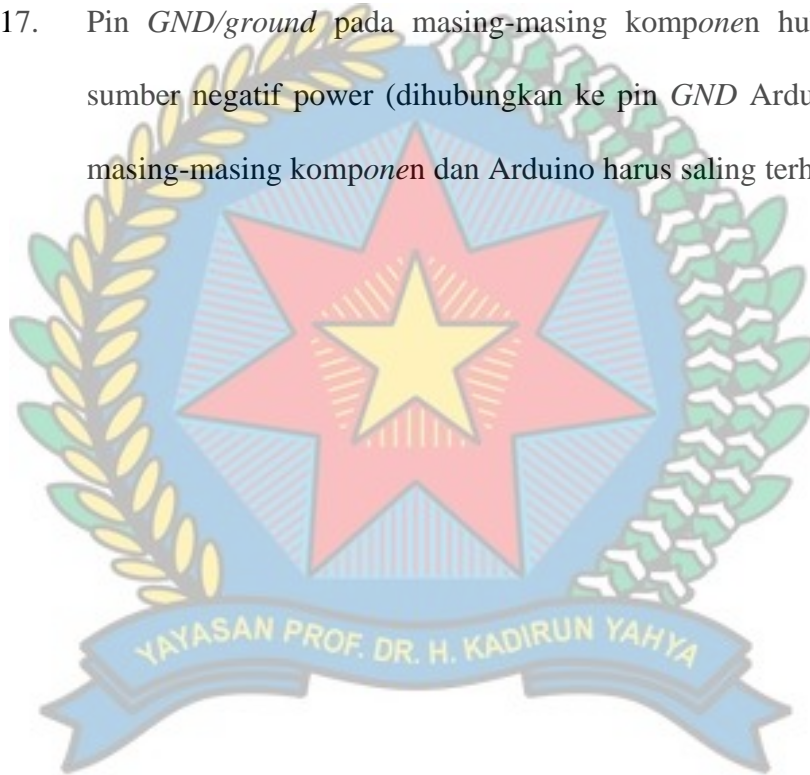 17. Pin GND/ground pada masing-masing komponen hu
sumber negatif power (dihubungkan ke pin GND Ardu
masing-masing komponen dan Arduino harus saling terh
YAYASAN PROF. DR. H. KADIRUN YAHYA